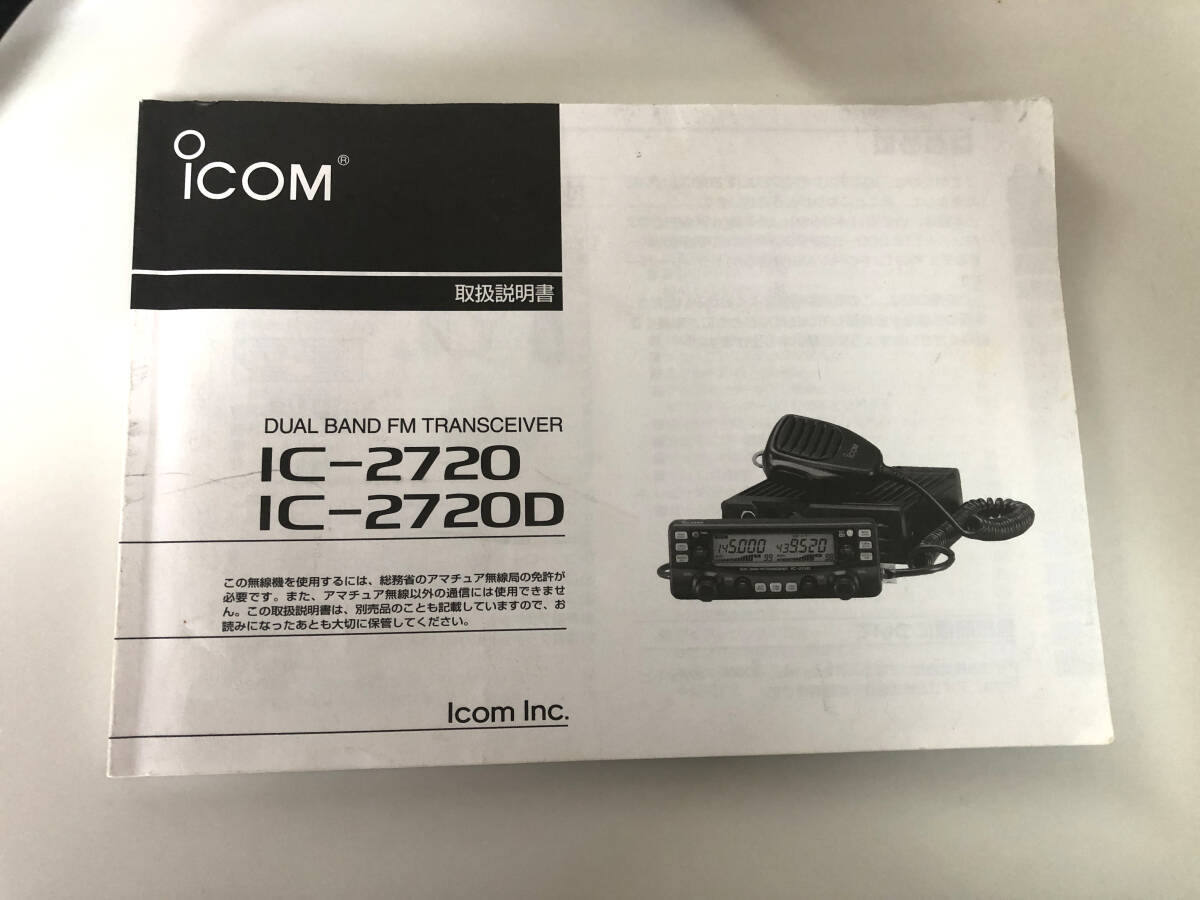 ICOM®
取扱説明書
DUAL BAND FM TRANSCEIVER
IC-2720
IC-2720D
この無線機を使用するには、総務省のアマチュア無線局の免許が
必要です。また、アマチュア無線以外の通信には使用できませ
ん。この取扱説明書は、別売品のことも記載していますので、お
読みになったあとも大切に保管してください。
Icom Inc.
ICOM
145.000 439.520